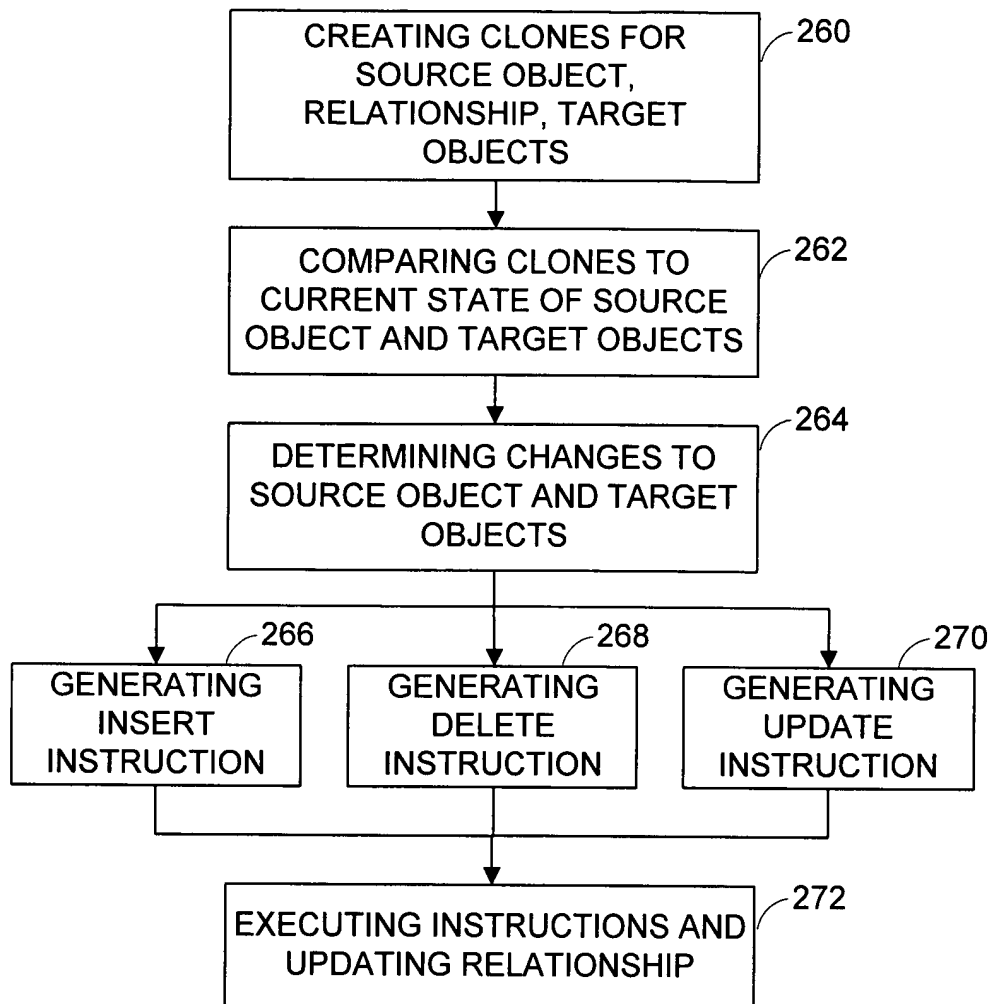 CREATING CLONES FOR
SOURCE OBJECT,
RELATIONSHIP, TARGET
OBJECTS
260
COMPARING CLONES TO
CURRENT STATE OF SOURCE
OBJECT AND TARGET OBJECTS
262
DETERMINING CHANGES TO
SOURCE OBJECT AND TARGET
OBJECTS
264
GENERATING
INSERT
INSTRUCTION
266
GENERATING
DELETE
INSTRUCTION
268
GENERATING
UPDATE
INSTRUCTION
270
EXECUTING INSTRUCTIONS AND
UPDATING RELATIONSHIP
272